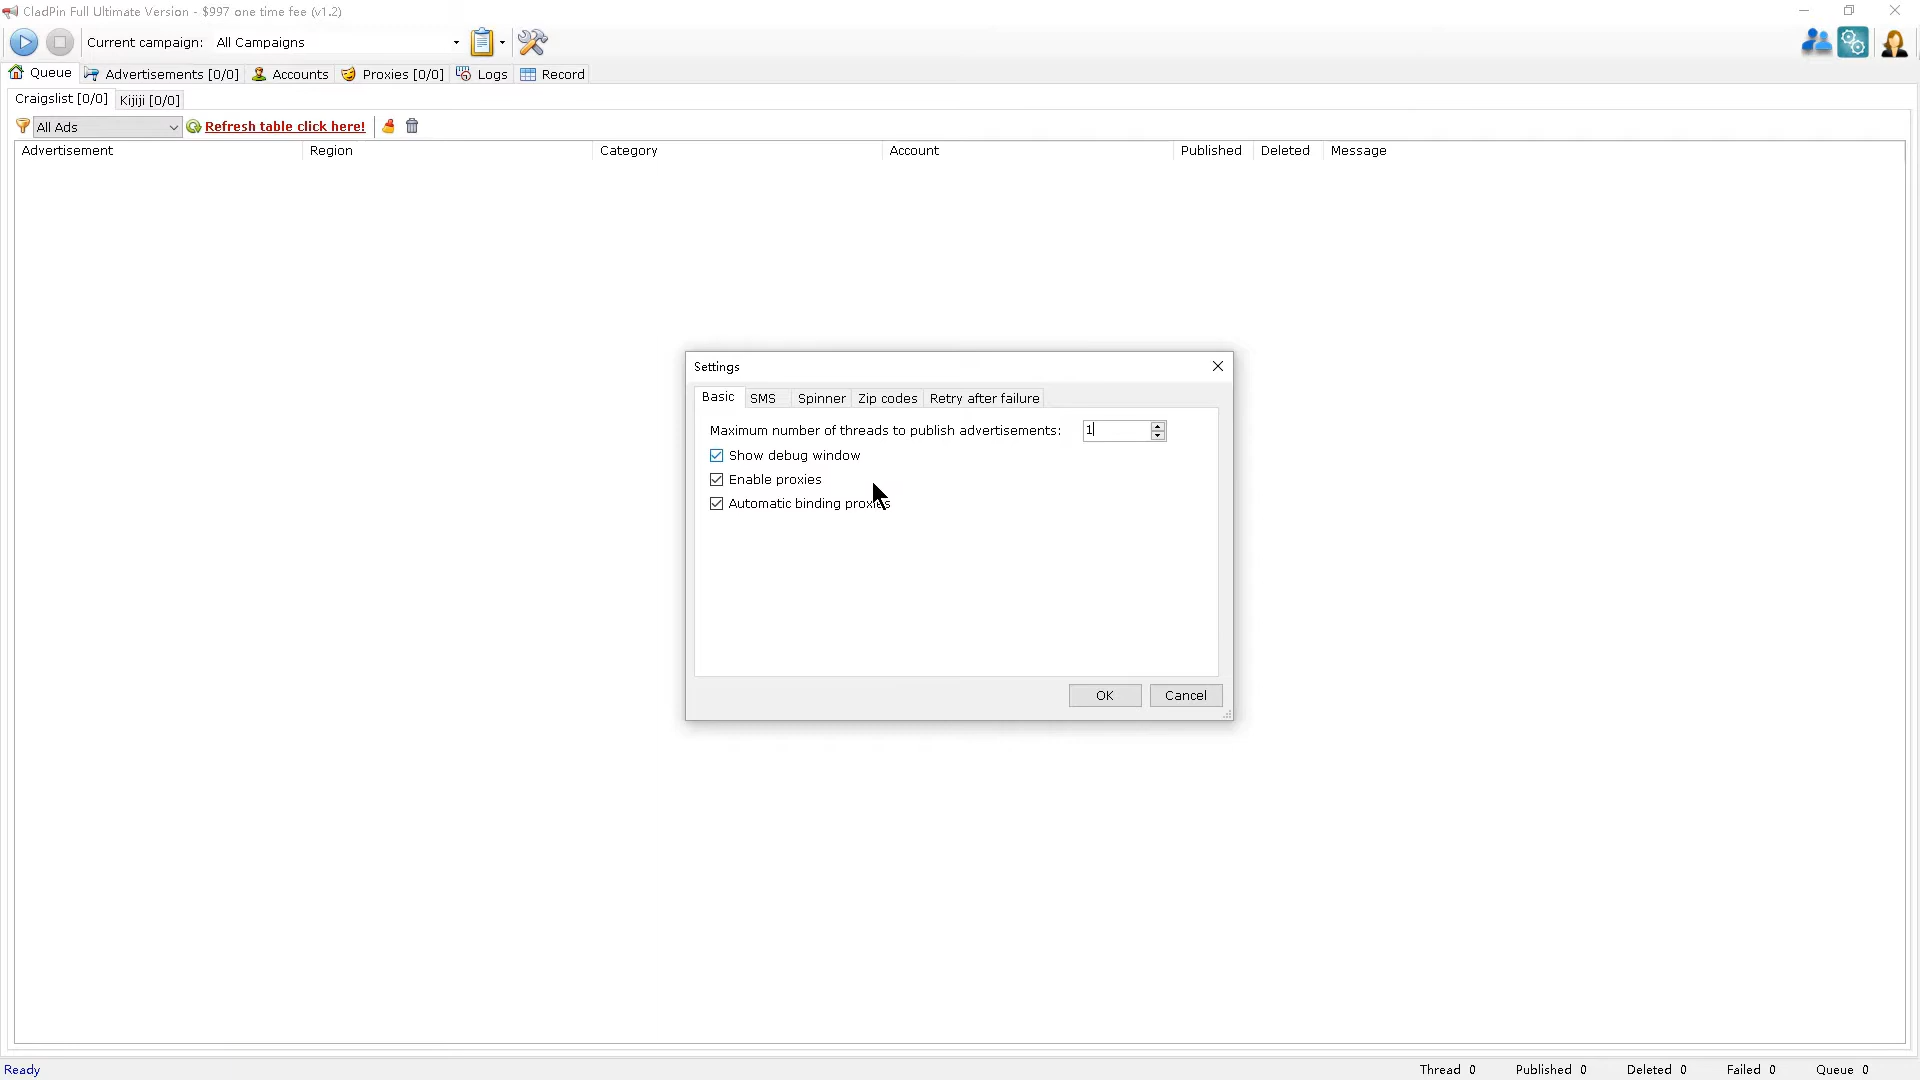 CladPin Full Ultimate Version - $997 one time fee (v1.2)
Current campaign: All Campaigns
Queue Advertisements [0/0] Accounts Proxies [0/0] Logs Record
Craigslist [0/0] Kijiji [0/0]
All Ads Refresh table click here!
Advertisement Region Category Account Published Deleted Message
Settings
Basic SMS Spinner Zip codes Retry after failure
Maximum number of threads to publish advertisements: 1
Show debug window
Enable proxies
Automatic binding proxies
OK Cancel
Ready Thread 0 Published 0 Deleted 0 Failed 0 Queue 0